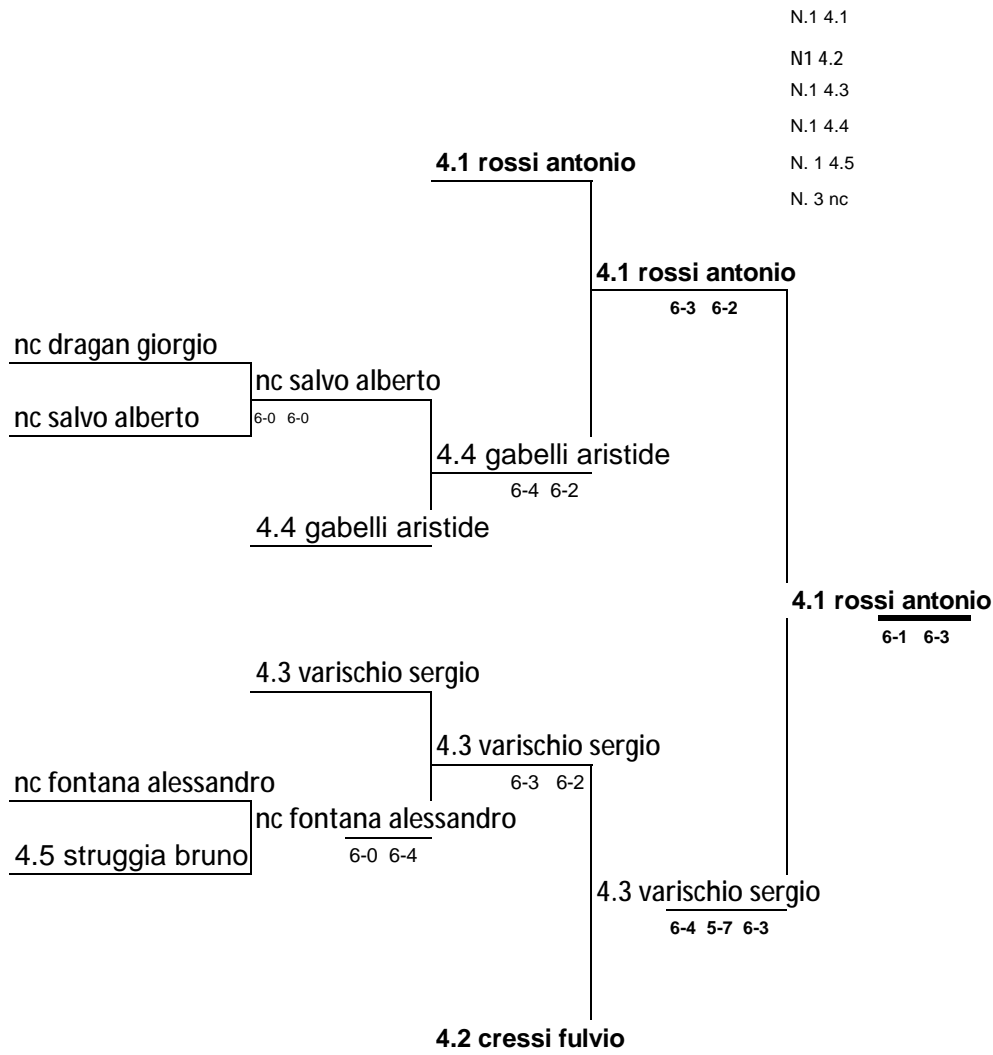 N.1 4.1
N1 4.2
N.1 4.3
N.1 4.4
N. 1 4.5
N. 3 nc
4.1 rossi antonio
4.1 rossi antonio
6-3 6-2
nc dragan giorgio
nc salvo alberto
nc salvo alberto
6-0 6-0
4.4 gabelli aristide
6-4 6-2
4.4 gabelli aristide
4.1 rossi antonio
6-1 6-3
4.3 varischio sergio
4.3 varischio sergio
6-3 6-2
nc fontana alessandro
nc fontana alessandro
6-0 6-4
4.5 struggia bruno
4.3 varischio sergio
6-4 5-7 6-3
4.2 cressi fulvio